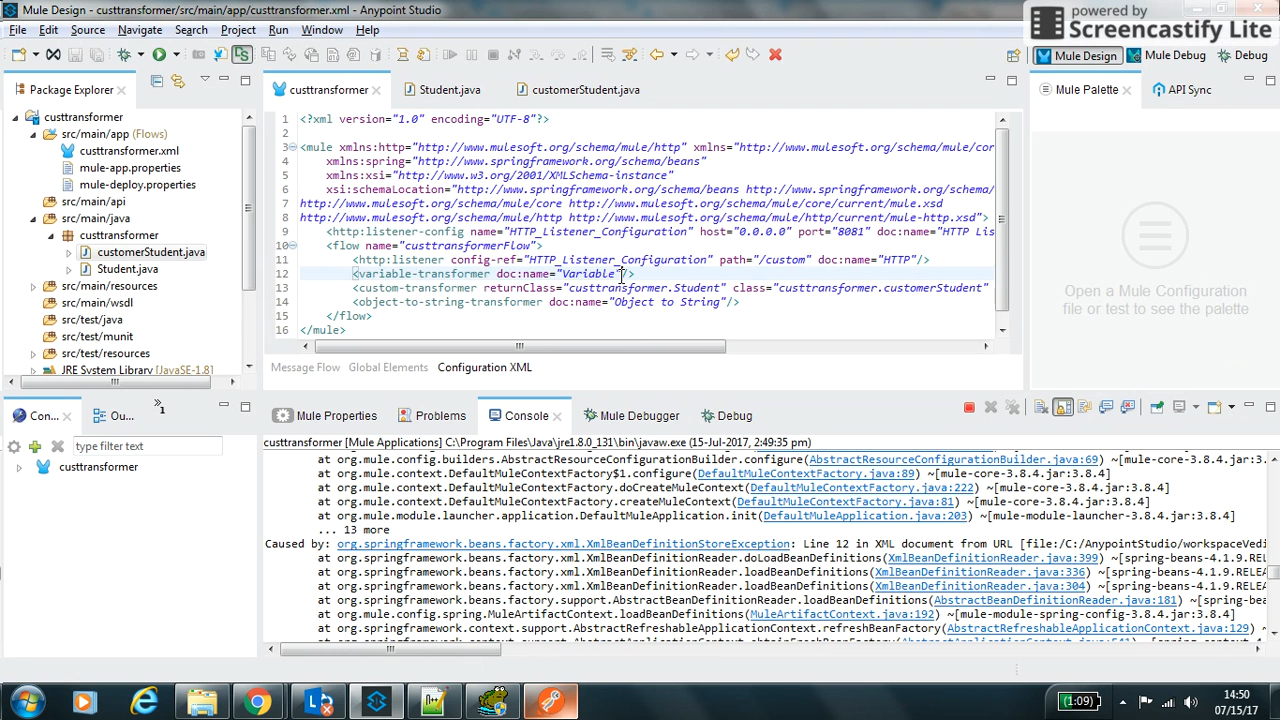 Mule Design - custtransformer/src/main/app/custtransformer.xml - Anypoint Studio
powered by
Screencastify Lite
File Edit Source Navigate Search Project Run Window Help
Mule Design Mule Debug Debug
Package Explorer
custtransformer Student.java customerStudent.java
Mule Palette API Sync
custtransformer
src/main/app (Flows)
custtransformer.xml
mule-app.properties
mule-deploy.properties
src/main/api
src/main/java
custtransformer
customerStudent.java
Student.java
src/main/resources
src/main/wsdl
src/test/java
src/test/munit
src/test/resources
JRE System Library [JavaSE-1.8]
1 <?xml version="1.0" encoding="UTF-8"?>
2
3 <mule xmlns:http="http://www.mulesoft.org/schema/mule/http" xmlns="http://www.mulesoft.org/schema/mule/cor
4 xmlns:spring="http://www.springframework.org/schema/beans"
5 xmlns:xsi="http://www.w3.org/2001/XMLSchema-instance"
6 xsi:schemaLocation="http://www.springframework.org/schema/beans http://www.springframework.org/schema/
7 http://www.mulesoft.org/schema/mule/core http://www.mulesoft.org/schema/mule/core/current/mule.xsd
8 http://www.mulesoft.org/schema/mule/http http://www.mulesoft.org/schema/mule/http/current/mule-http.xsd">
9 <http:listener-config name="HTTP_Listener_Configuration" host="0.0.0.0" port="8081" doc:name="HTTP Lis
10 <flow name="custtransformerFlow">
11 <http:listener config-ref="HTTP_Listener_Configuration" path="/custom" doc:name="HTTP"/>
12 <variable-transformer doc:name="Variable"/>
13 <custom-transformer returnClass="custtransformer.Student" class="custtransformer.customerStudent"
14 <object-to-string-transformer doc:name="Object to String"/>
15 </flow>
16 </mule>
Open a Mule Configuration
file or test to see the palette
Message Flow Global Elements Configuration XML
Con... Ou... »1
type filter text
custtransformer
Mule Properties Problems Console Mule Debugger Debug
custtransformer [Mule Applications] C:\Program Files\Java\jre1.8.0_131\bin\javaw.exe (15-Jul-2017, 2:49:35 pm)
at org.mule.config.builders.AbstractResourceConfigurationBuilder.configure(AbstractResourceConfigurationBuilder.java:69) ~[mule-core-3.8.4.jar:3.
at org.mule.context.DefaultMuleContextFactory$1.configure(DefaultMuleContextFactory.java:89) ~[mule-core-3.8.4.jar:3.8.4]
at org.mule.context.DefaultMuleContextFactory.doCreateMuleContext(DefaultMuleContextFactory.java:222) ~[mule-core-3.8.4.jar:3.8.4]
at org.mule.context.DefaultMuleContextFactory.createMuleContext(DefaultMuleContextFactory.java:81) ~[mule-core-3.8.4.jar:3.8.4]
at org.mule.module.launcher.application.DefaultMuleApplication.init(DefaultMuleApplication.java:203) ~[mule-module-launcher-3.8.4.jar:3.8.4]
... 13 more
Caused by: org.springframework.beans.factory.xml.XmlBeanDefinitionStoreException: Line 12 in XML document from URL [file:/C:/AnypointStudio/workspaceVedi
at org.springframework.beans.factory.xml.XmlBeanDefinitionReader.doLoadBeanDefinitions(XmlBeanDefinitionReader.java:399) ~[spring-beans-4.1.9.RELE
at org.springframework.beans.factory.xml.XmlBeanDefinitionReader.loadBeanDefinitions(XmlBeanDefinitionReader.java:336) ~[spring-beans-4.1.9.RELEA
at org.springframework.beans.factory.xml.XmlBeanDefinitionReader.loadBeanDefinitions(XmlBeanDefinitionReader.java:304) ~[spring-beans-4.1.9.RELEA
at org.springframework.beans.factory.support.AbstractBeanDefinitionReader.loadBeanDefinitions(AbstractBeanDefinitionReader.java:181) ~[spring-bea
at org.mule.config.spring.MuleArtifactContext.loadBeanDefinitions(MuleArtifactContext.java:192) ~[mule-module-spring-config-3.8.4.jar:3.8.4]
at org.springframework.context.support.AbstractRefreshableApplicationContext.refreshBeanFactory(AbstractRefreshableApplicationContext.java:129)
(1:09)
14:50
07/15/17